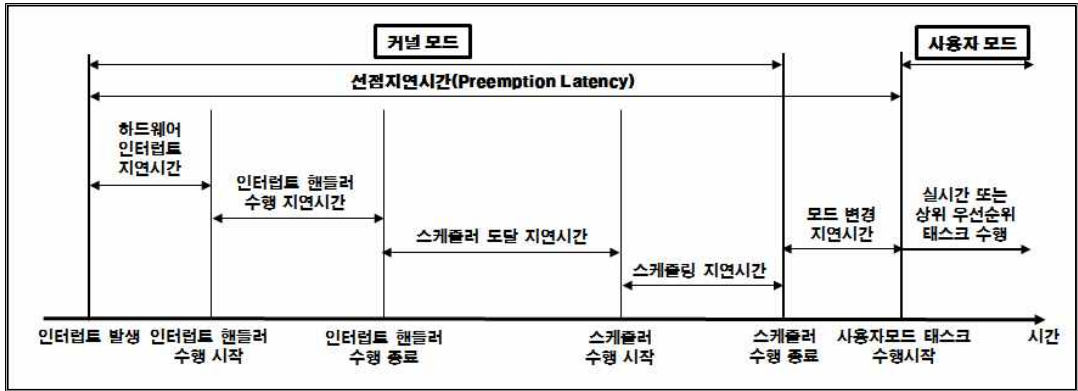 커널 모드
사용자 모드
선점지연시간(Preemption Latency)
하드웨어
인터럽트
지연시간
인터럽트 핸들러
수행 지연시간
스케줄러 도달 지연시간
스케줄링 지연시간
모드 변경
지연시간
실시간 또는
상위 우선순위
태스크 수행
인터럽트 발생
인터럽트 핸들러
수행 시작
인터럽트 핸들러
수행 종료
스케줄러
수행 시작
스케줄러
수행 종료
사용자모드 태스크
수행시작
시간